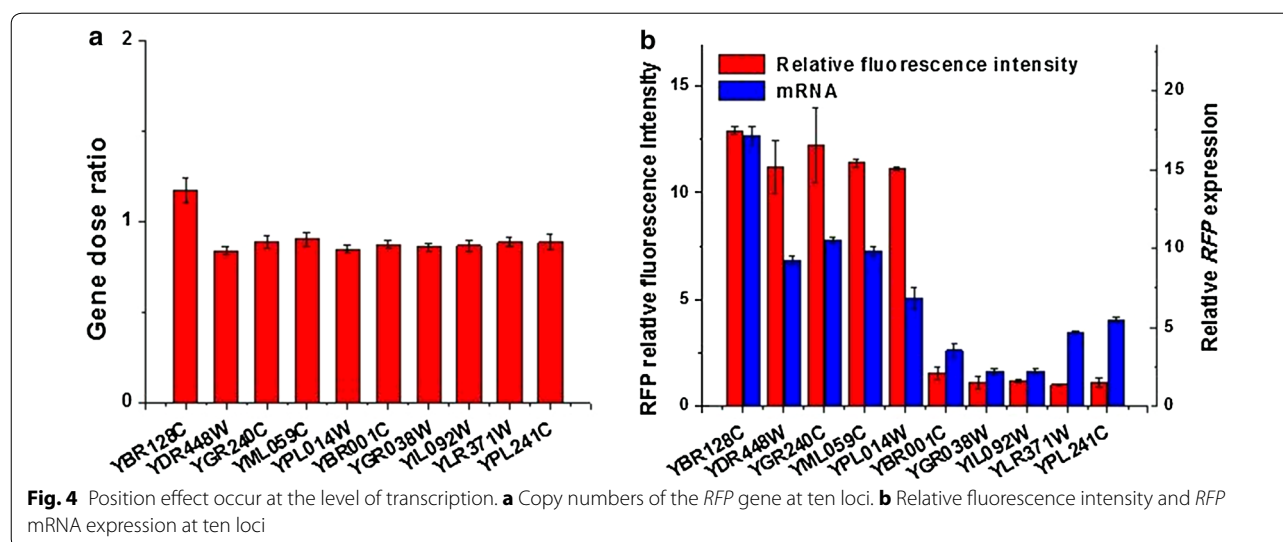 a
2
1
0
Gene dose ratio
YBR128C
YDR448W
YGR240C
YML059C
YPL014W
YBR001C
YGR038W
YIL092W
YLR371W
YPL241C
b
Relative fluorescence intensity
mRNA
15
10
5
0
RFP relative fluorescence Intensity
20
15
10
5
0
Relative RFP expression
YBR128C
YDR448W
YGR240C
YML059C
YPL014W
YBR001C
YGR038W
YIL092W
YLR371W
YPL241C
Fig. 4 Position effect occur at the level of transcription. a Copy numbers of the RFP gene at ten loci. b Relative fluorescence intensity and RFP
mRNA expression at ten loci